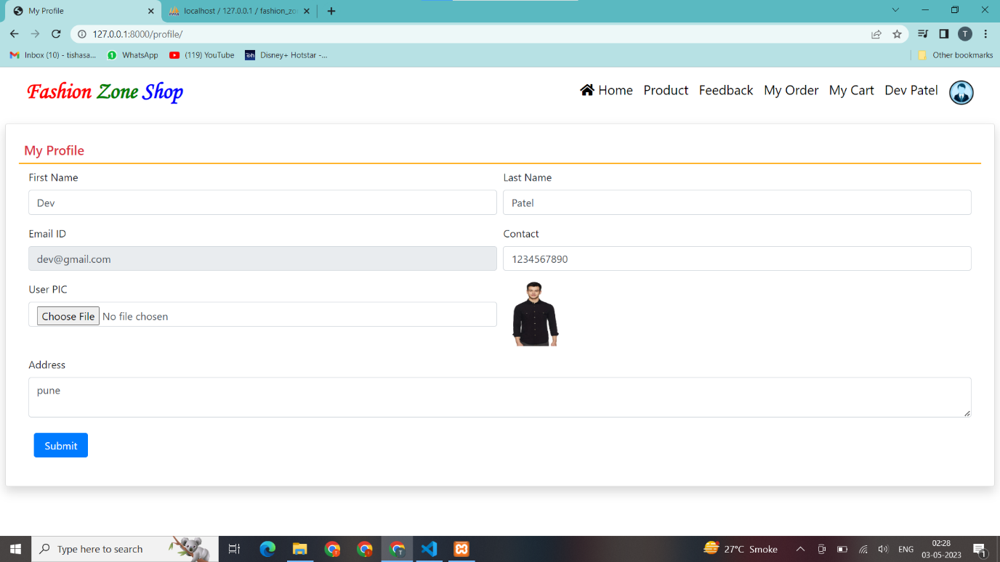 My Profile
localhost / 127.0.0.1 / fashion_zo
127.0.0.1:8000/profile/
T
Inbox (10) - tishasa... WhatsApp (119) YouTube Disney+ Hotstar -... Other bookmarks
Fashion Zone Shop
Home Product Feedback My Order My Cart Dev Patel
My Profile
First Name Last Name
Dev Patel
Email ID Contact
dev@gmail.com 1234567890
User PIC
Choose File No file chosen
Address
pune
Submit
Type here to search
27°C Smoke
ENG
02:28
03-05-2023
1